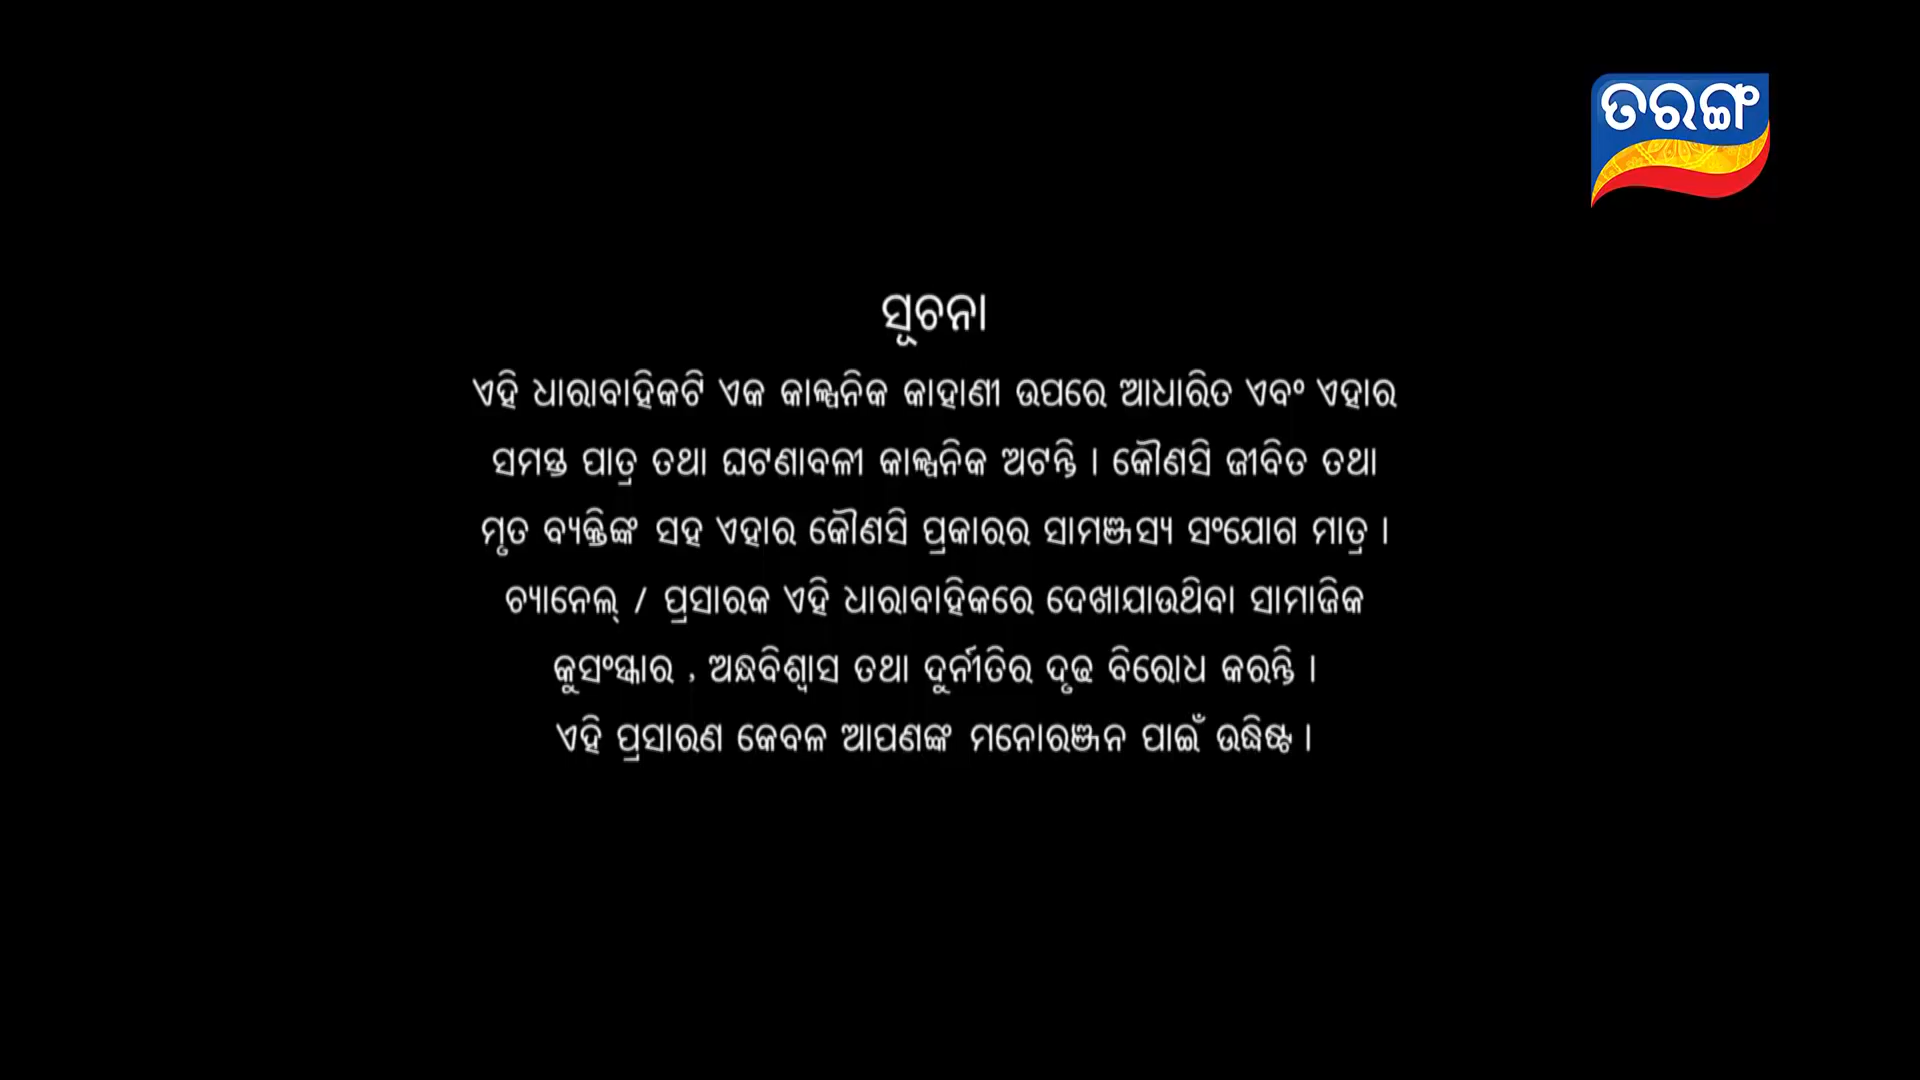 ତରଙ୍ଗ
ସୂଚନା
ଏହି ଧାରାବାହିକଟି ଏକ କାଳ୍ପନିକ କାହାଣୀ ଉପରେ ଆଧାରିତ ଏବଂ ଏହାର
ସମସ୍ତ ପାତ୍ର ତଥା ଘଟଣାବଳୀ କାଳ୍ପନିକ ଅଟନ୍ତି । କୌଣସି ଜୀବିତ ତଥା
ମୃତ ବ୍ୟକ୍ତିଙ୍କ ସହ ଏହାର କୌଣସି ପ୍ରକାରର ସାମଞ୍ଜସ୍ୟ ସଂଯୋଗ ମାତ୍ର ।
ଚ୍ୟାନେଲ୍ / ପ୍ରସାରକ ଏହି ଧାରାବାହିକରେ ଦେଖାଯାଉଥିବା ସାମାଜିକ
କୁସଂସ୍କାର , ଅନ୍ଧବିଶ୍ୱାସ ତଥା ଦୁର୍ନୀତିର ଦୃଢ ବିରୋଧ କରନ୍ତି ।
ଏହି ପ୍ରସାରଣ କେବଳ ଆପଣଙ୍କ ମନୋରଞ୍ଜନ ପାଇଁ ଉଦ୍ଧିଷ୍ଟ ।